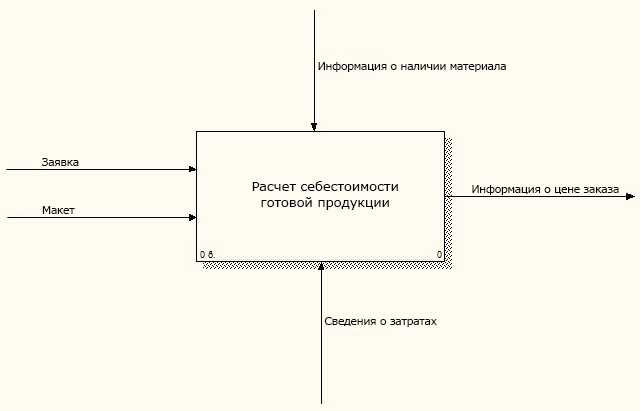 Информация о наличии материала
Заявка
Расчет себестоимости
готовой продукции
Информация о цене заказа
Макет
0 в.
0
Сведения о затратах